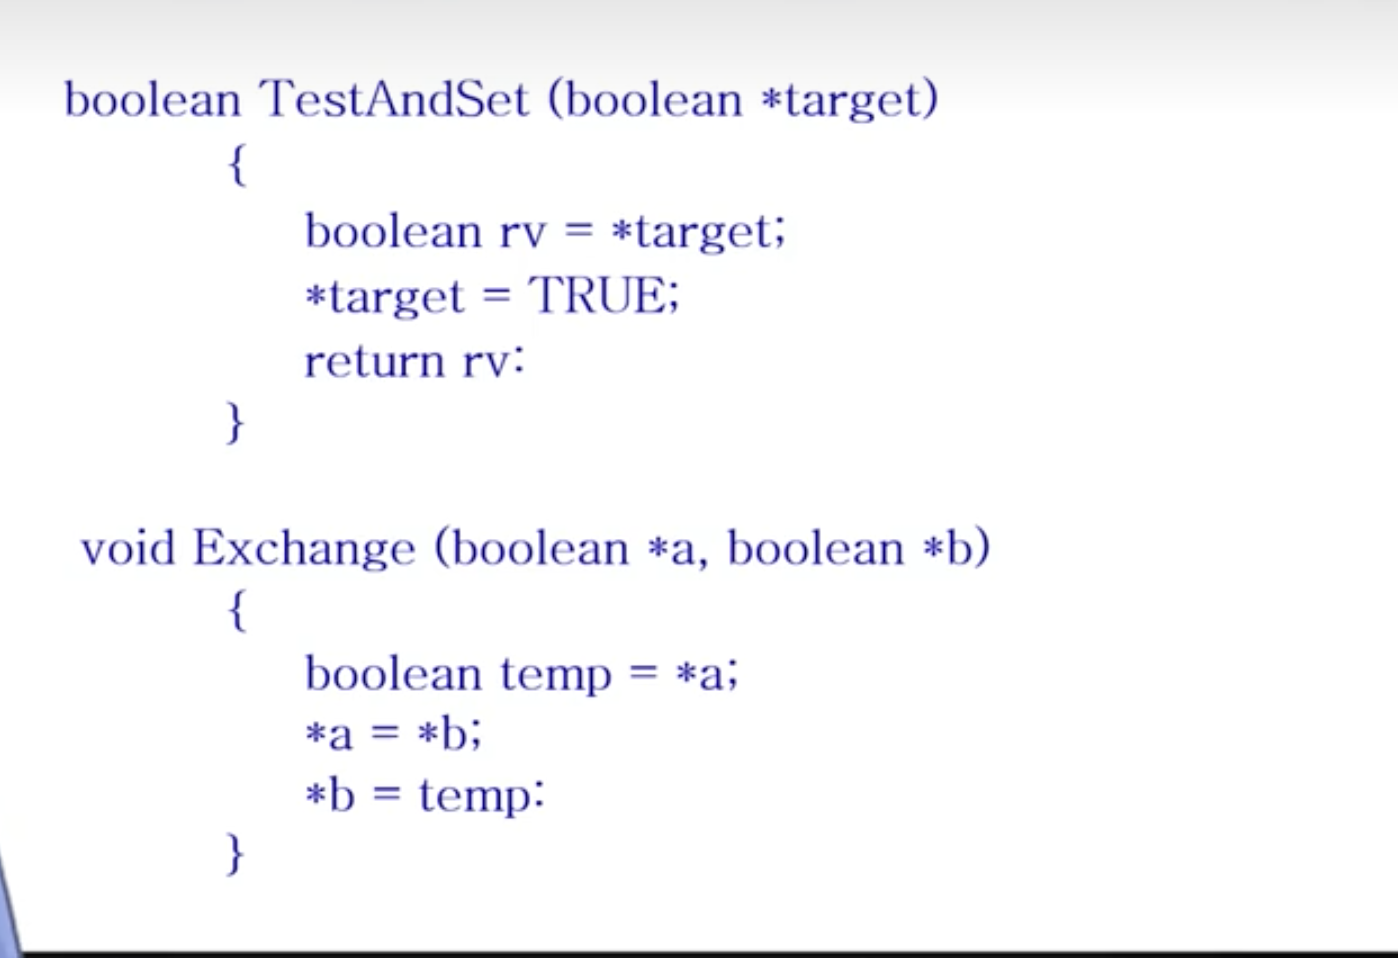 boolean TestAndSet (boolean *target)
{
boolean rv = *target;
*target = TRUE;
return rv:
}
void Exchange (boolean *a, boolean *b)
{
boolean temp = *a;
*a = *b;
*b = temp:
}